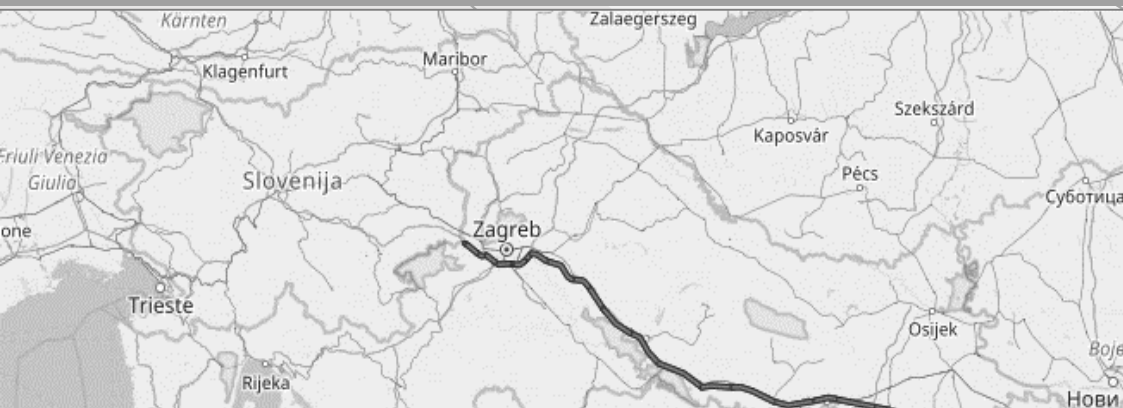 Kärnten
Zalaegerszeg
Maribor
Klagenfurt
Szekszárd
Kaposvár
Friuli Venezia
Giulia
Slovenija
Pécs
Суботица
one
Zagreb
Trieste
Osijek
Boje
Rijeka
Нови